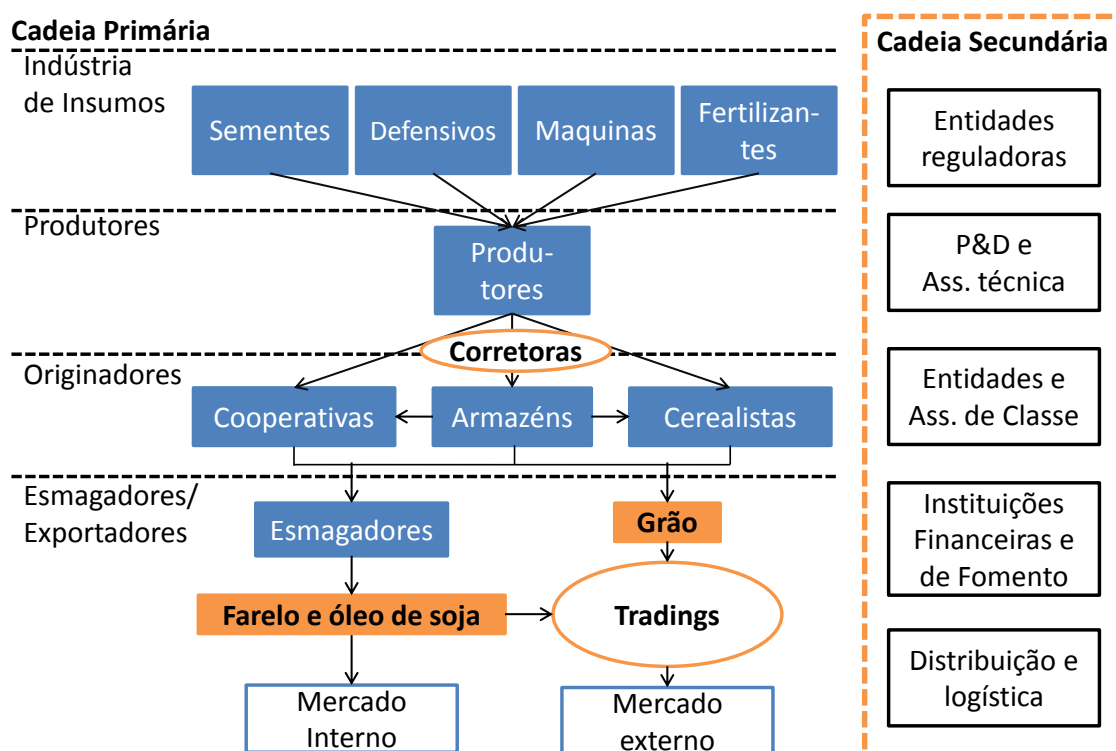 Cadeia Primária
Indústria
de Insumos
Sementes
Defensivos
Maquinas
Fertilizan-
tes
Produtores
Produ-
tores
Corretoras
Originadores
Cooperativas
Armazéns
Cerealistas
Esmagadores/
Exportadores
Esmagadores
Grão
Farelo e óleo de soja
Tradings
Mercado
Interno
Mercado
externo
Cadeia Secundária
Entidades
reguladoras
P&D e
Ass. técnica
Entidades e
Ass. de Classe
Instituições
Financeiras e
de Fomento
Distribuição e
logística